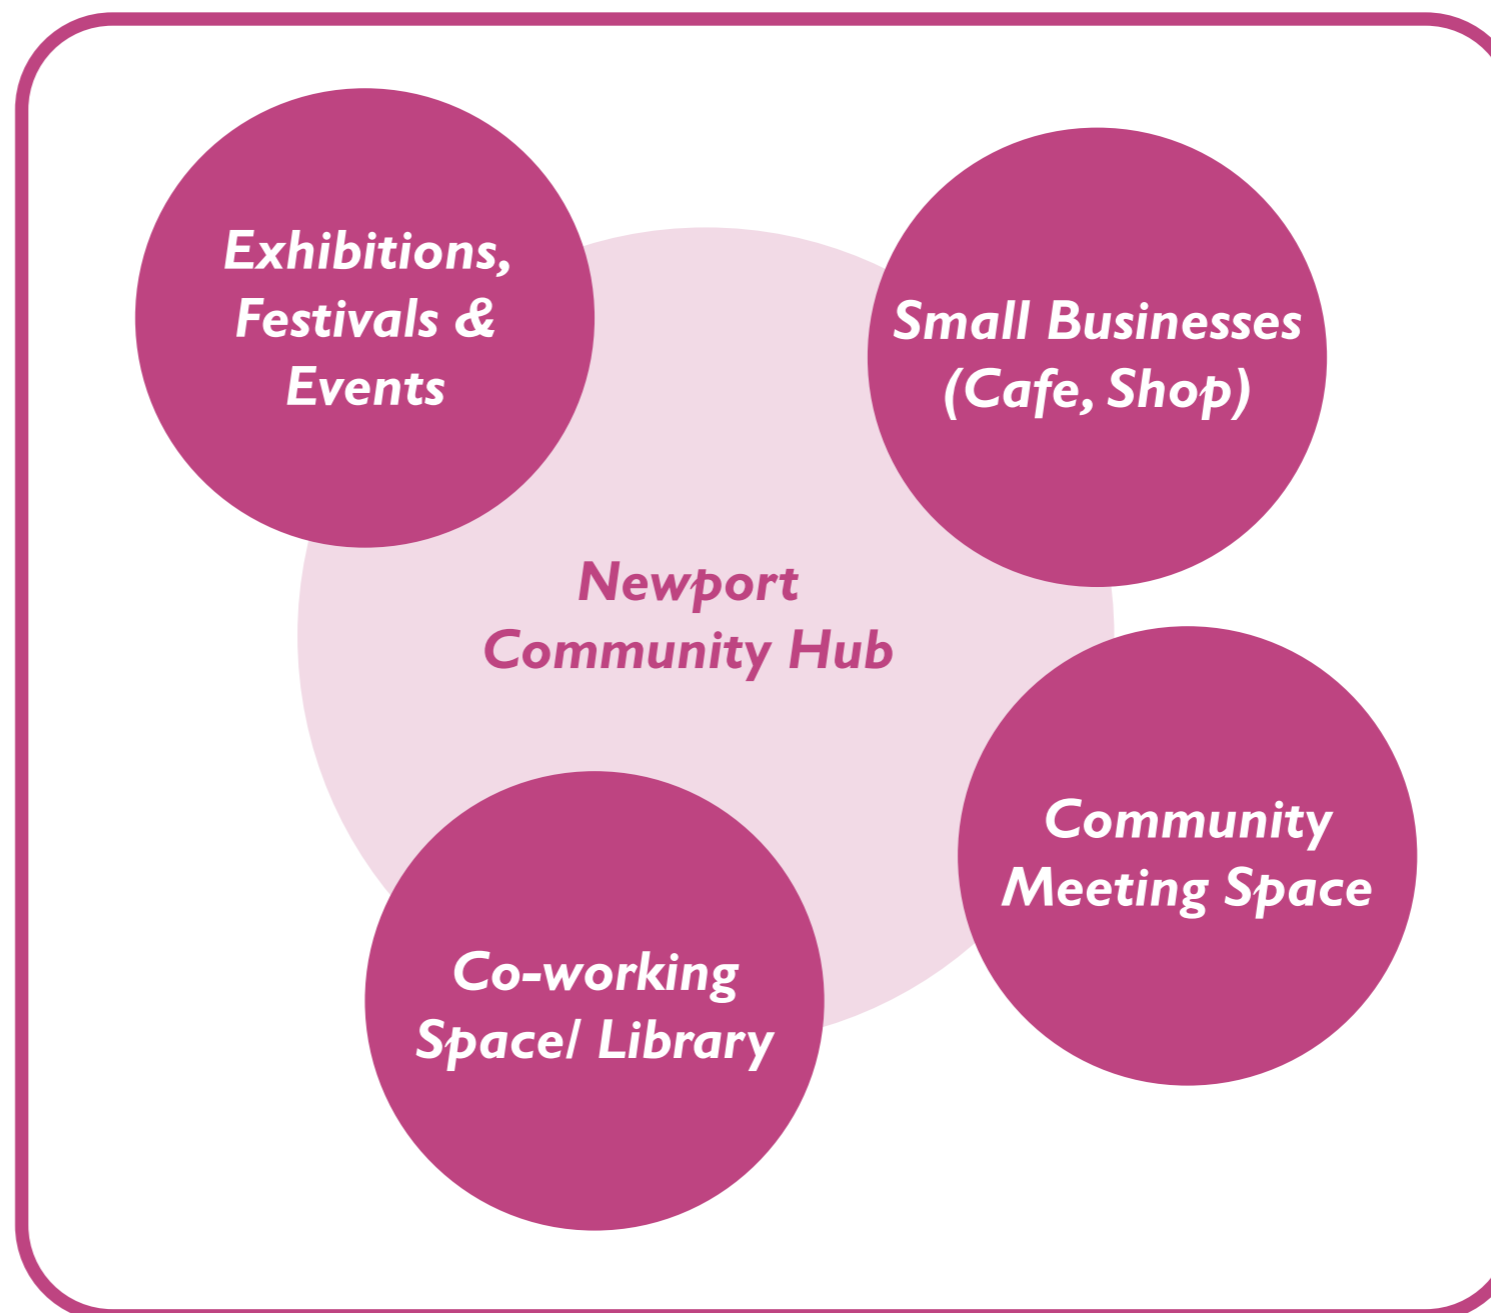 Exhibitions,
Festivals &
Events
Small Businesses
(Cafe, Shop)
Newport
Community Hub
Community
Meeting Space
Co-working
Space/ Library